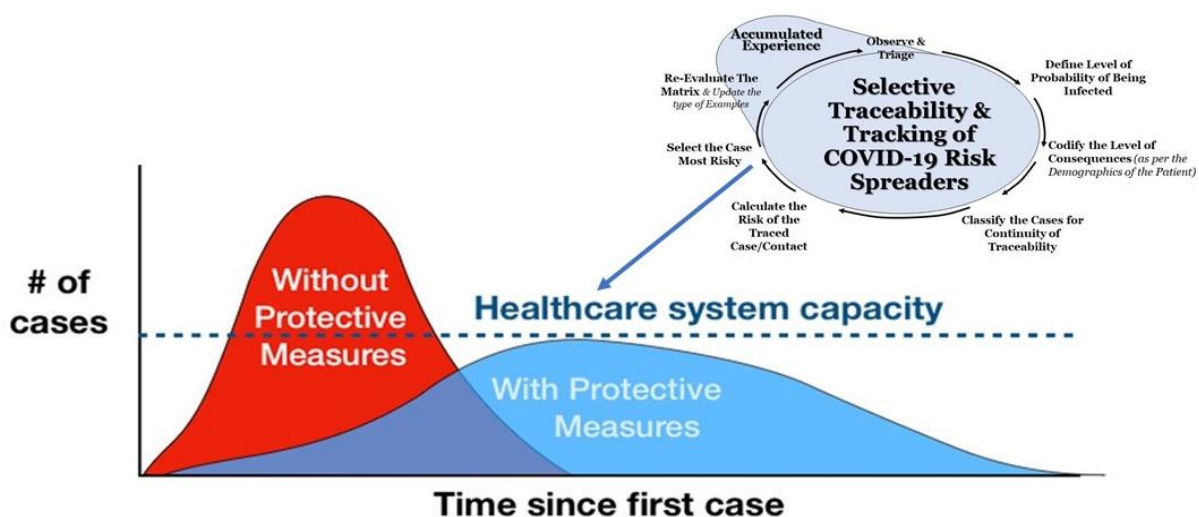 Accumulated
Experience
Observe &
Triage
Define Level of
Probability of Being
Infected
Codify the Level of
Consequences (as per the
Demographics of the Patient)
Classify the Cases for
Continuity of
Traceability
Calculate the
Risk of the
Traced
Case/Contact
Select the Case
Most Risky
Re-Evaluate The
Matrix & Update the
type of Examples
Selective
Traceability &
Tracking of
COVID-19 Risk
Spreaders
# of
cases
Without
Protective
Measures
Healthcare system capacity
With Protective
Measures
Time since first case